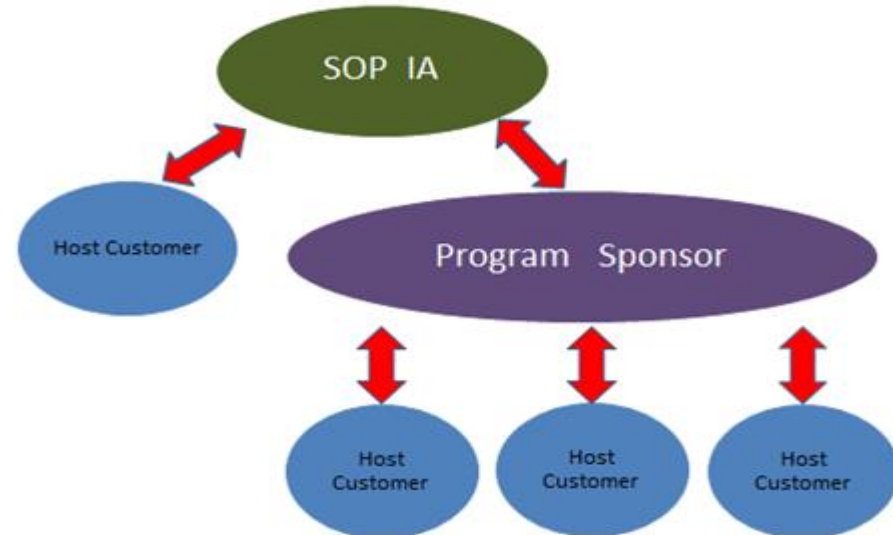 SOP IA
Host Customer
Program Sponsor
Host
Customer
Host
Customer
Host
Customer